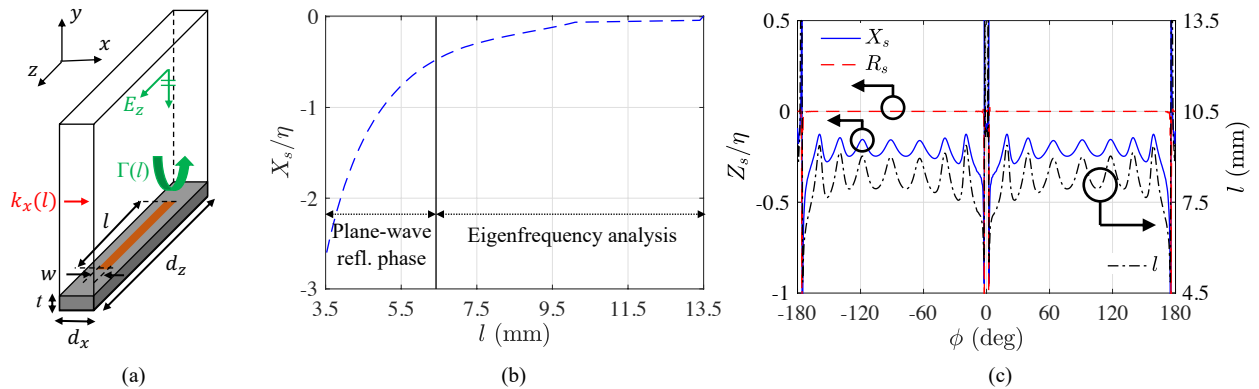 y
x
z
E_z
Γ(l)
k_x(l)
l
w
d_z
t
d_x
(a)
0
-1
-2
-3
X_s/η
Plane-wave
refl. phase
Eigenfrequency analysis
3.5 5.5 7.5 9.5 11.5 13.5
l (mm)
(b)
0.5
0
-0.5
-1
Z_s/η
X_s
R_s
l
13.5
10.5
7.5
4.5
l (mm)
-180 -120 -60 0 60 120 180
ϕ (deg)
(c)